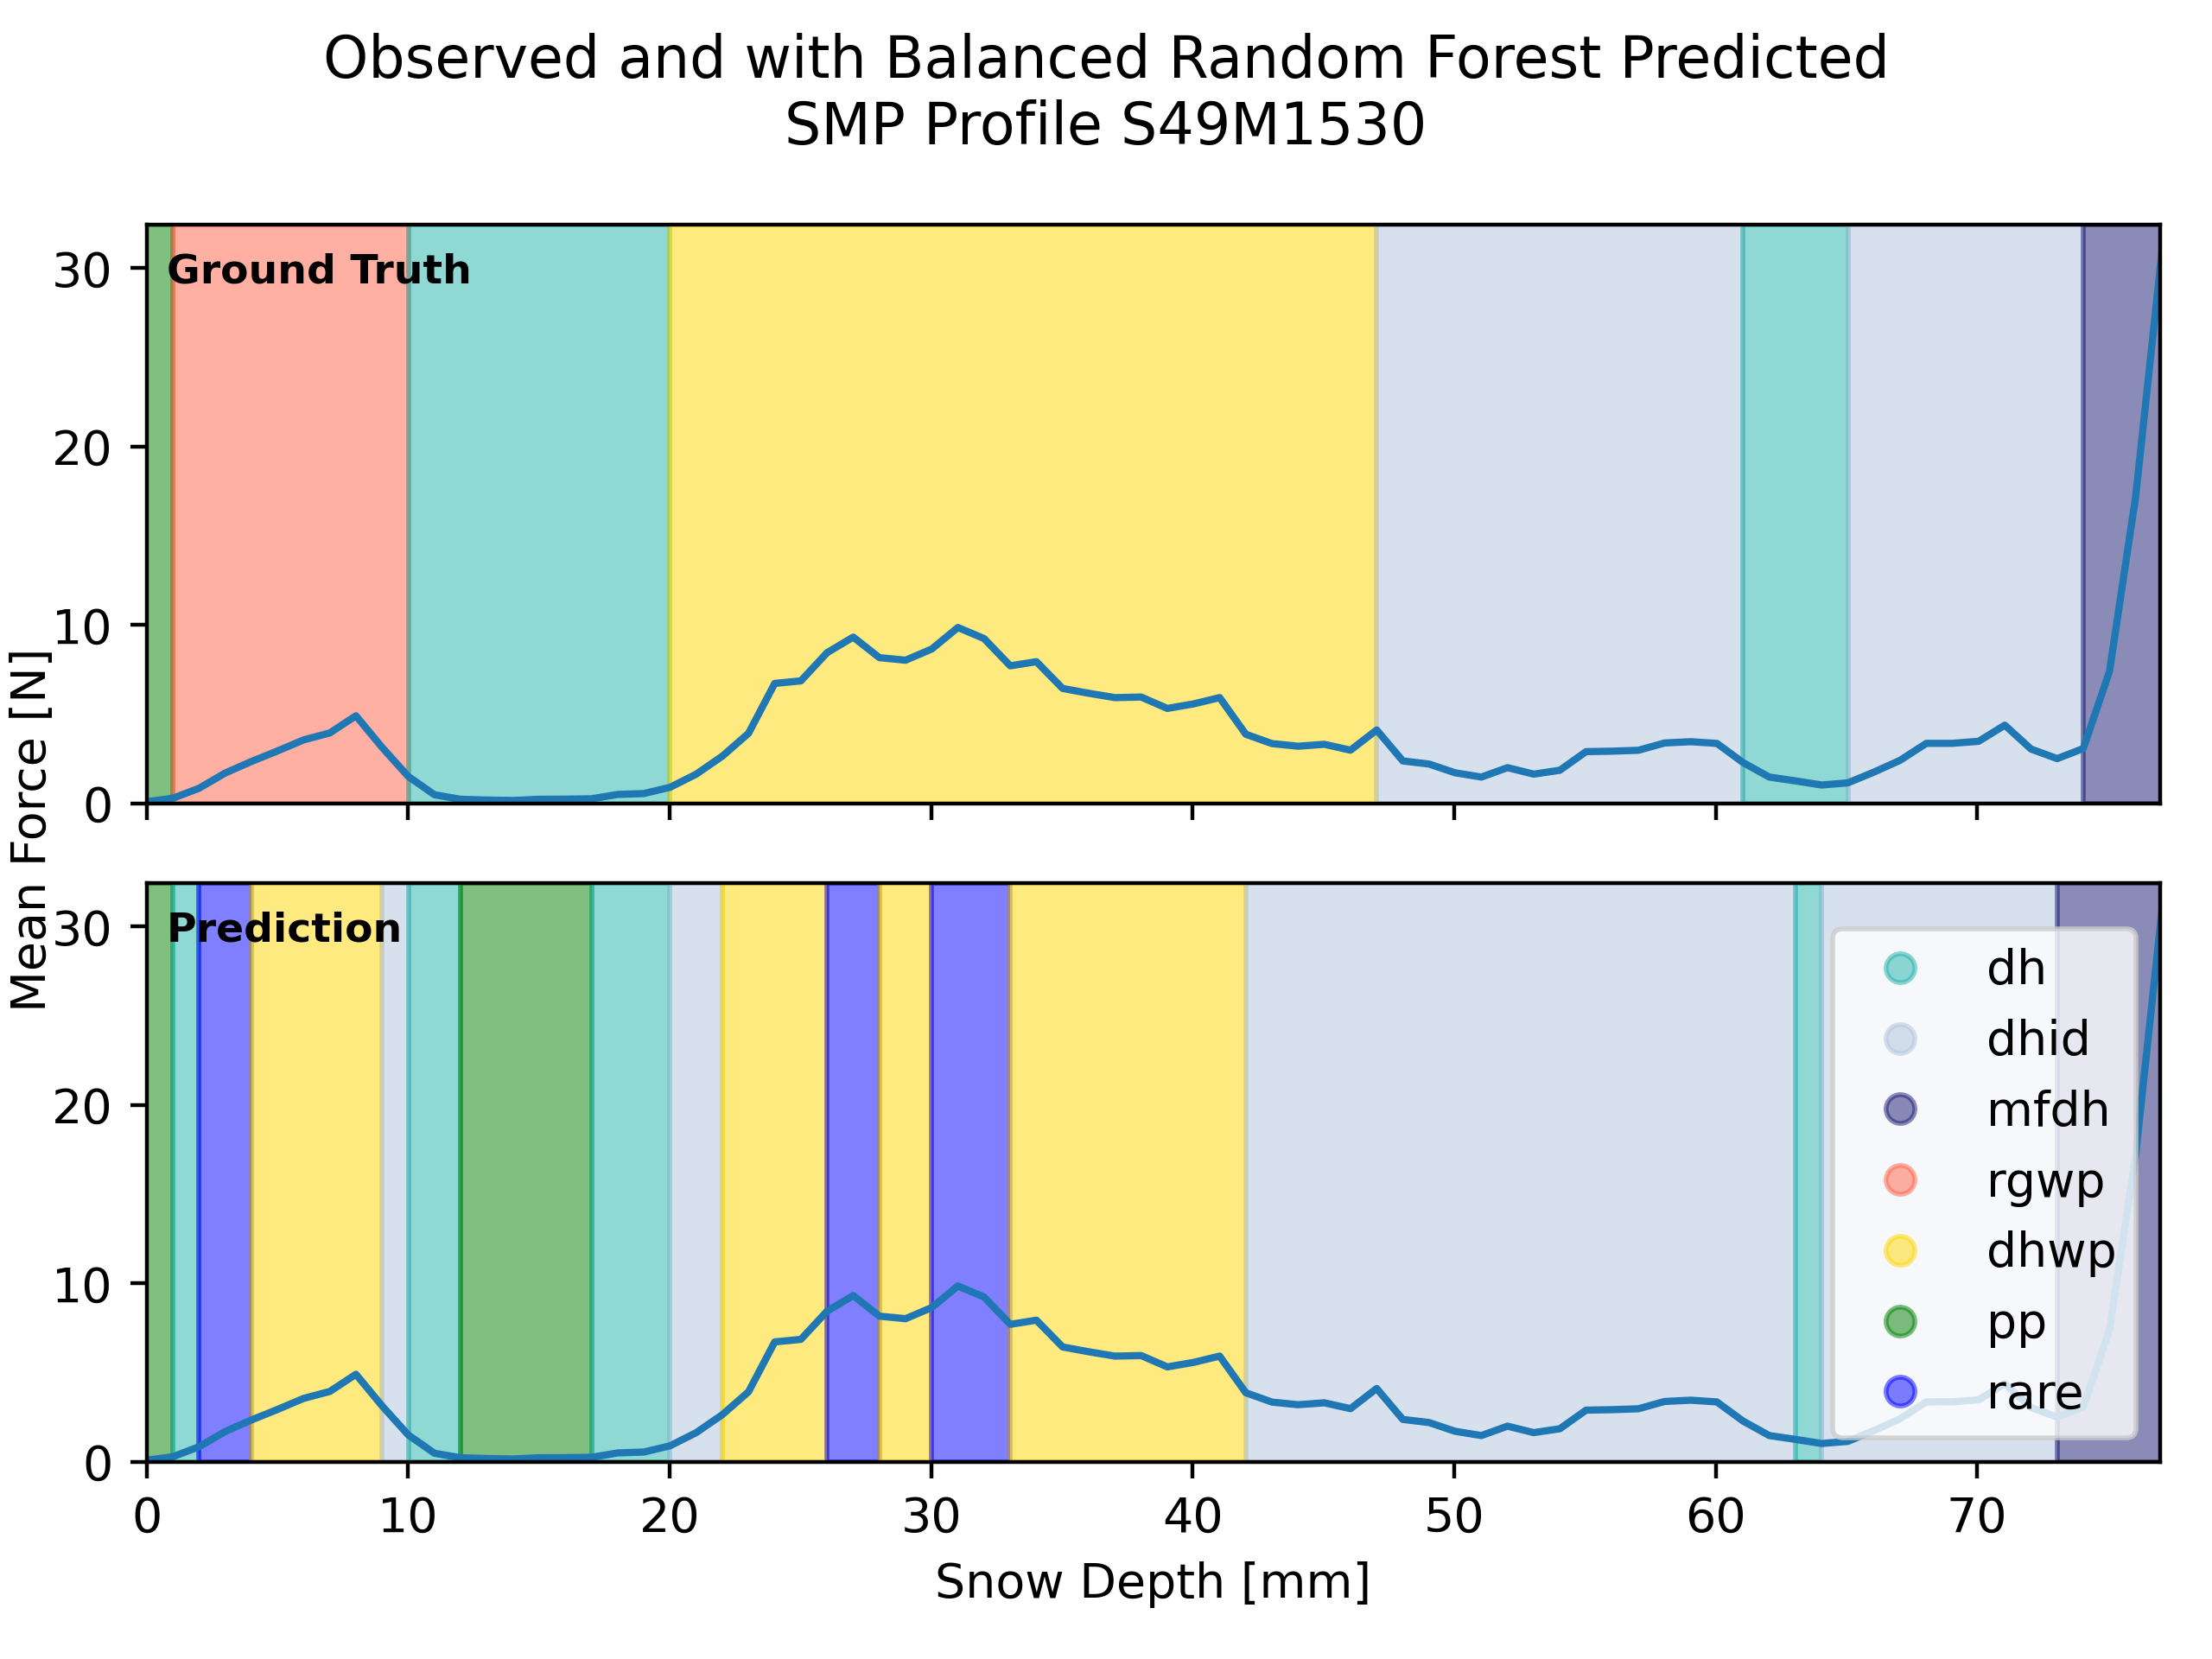 Observed and with Balanced Random Forest Predicted
SMP Profile S49M1530
Mean Force [N]
30
20
10
0
Ground Truth
30
20
10
0
Prediction
dh
dhid
mfdh
rgwp
dhwp
pp
rare
0 10 20 30 40 50 60 70
Snow Depth [mm]